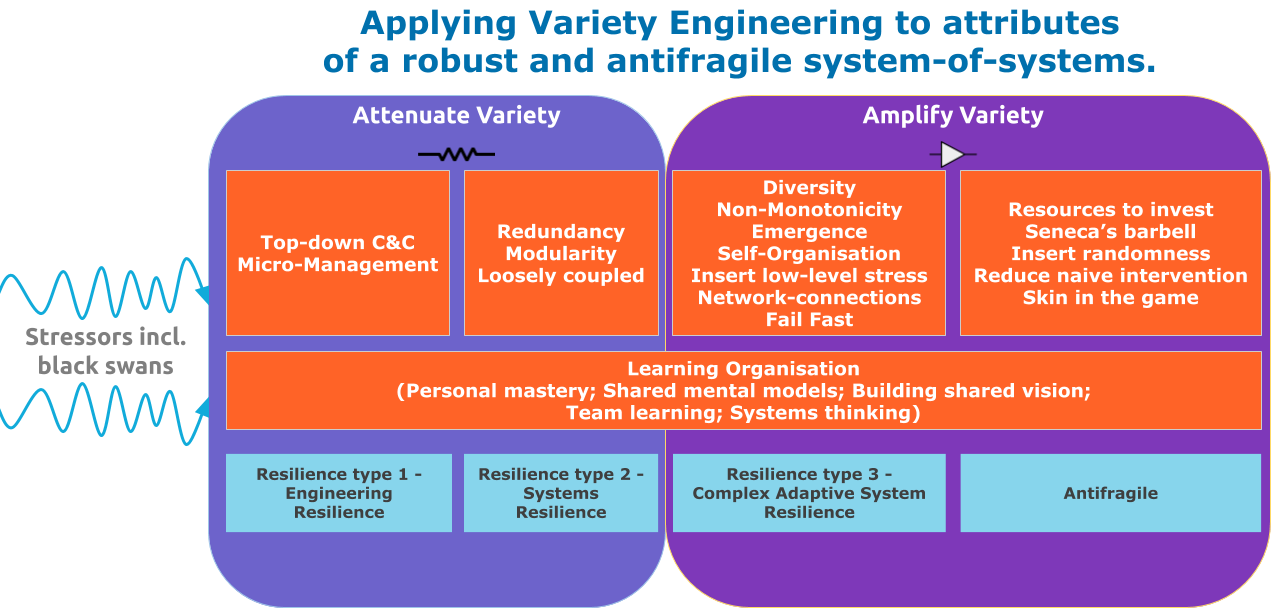 Applying Variety Engineering to attributes
of a robust and antifragile system-of-systems.
Attenuate Variety
Amplify Variety
Top-down C&C
Micro-Management
Redundancy
Modularity
Loosely coupled
Diversity
Non-Monotonicity
Emergence
Self-Organisation
Insert low-level stress
Network-connections
Fail Fast
Resources to invest
Seneca’s barbell
Insert randomness
Reduce naive intervention
Skin in the game
Stressors incl.
black swans
Learning Organisation
(Personal mastery; Shared mental models; Building shared vision;
Team learning; Systems thinking)
Resilience type 1 -
Engineering
Resilience
Resilience type 2 -
Systems
Resilience
Resilience type 3 -
Complex Adaptive System
Resilience
Antifragile